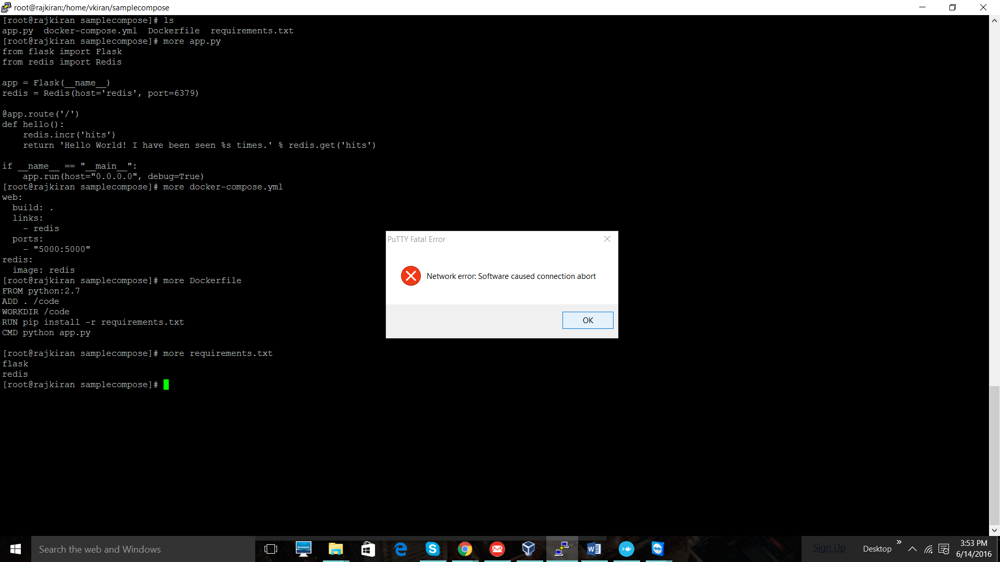 root@rajkiran:/home/vkiran/samplecompose
[root@rajkiran samplecompose]# ls
app.py  docker-compose.yml  Dockerfile  requirements.txt
[root@rajkiran samplecompose]# more app.py
from flask import Flask
from redis import Redis

app = Flask(__name__)
redis = Redis(host='redis', port=6379)

@app.route('/')
def hello():
    redis.incr('hits')
    return 'Hello World! I have been seen %s times.' % redis.get('hits')

if __name__ == "__main__":
    app.run(host="0.0.0.0", debug=True)
[root@rajkiran samplecompose]# more docker-compose.yml
web:
  build: .
  links:
    - redis
  ports:
    - "5000:5000"
redis:
  image: redis
[root@rajkiran samplecompose]# more Dockerfile
FROM python:2.7
ADD . /code
WORKDIR /code
RUN pip install -r requirements.txt
CMD python app.py

[root@rajkiran samplecompose]# more requirements.txt
flask
redis
[root@rajkiran samplecompose]#
PuTTY Fatal Error
Network error: Software caused connection abort
OK
Search the web and Windows
Sign Up
Desktop
3:53 PM
6/14/2016